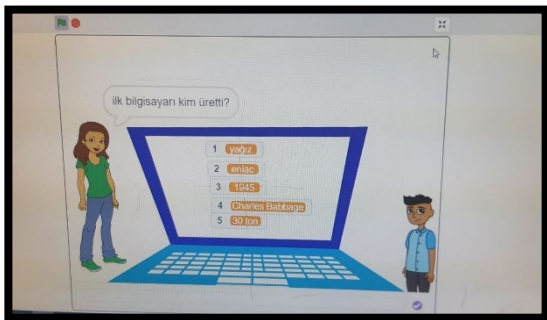 ilk bilgisayarı kim üretti?
1 yağız
2 eniac
3 1945
4 Charles Babbage
5 30 ton